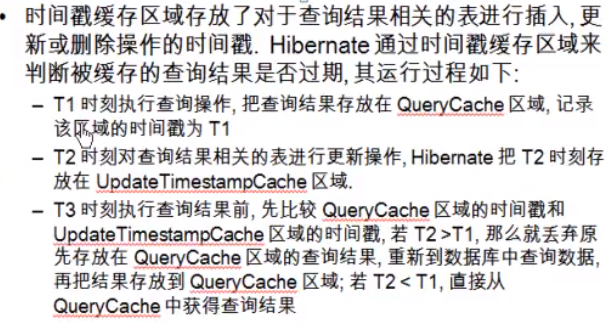 • 时间戳缓存区域存放了对于查询结果相关的表进行插入, 更
新或删除操作的时间戳. Hibernate 通过时间戳缓存区域来
判断被缓存的查询结果是否过期, 其运行过程如下:
– T1 时刻执行查询操作, 把查询结果存放在 QueryCache 区域, 记录
该区域的时间戳为 T1
– T2 时刻对查询结果相关的表进行更新操作, Hibernate 把 T2 时刻存
放在 UpdateTimestampCache 区域.
– T3 时刻执行查询结果前, 先比较 QueryCache 区域的时间戳和
UpdateTimestampCache 区域的时间戳, 若 T2 >T1, 那么就丢弃原
先存放在 QueryCache 区域的查询结果, 重新到数据库中查询数据,
再把结果存放到 QueryCache 区域; 若 T2 < T1, 直接从
QueryCache 中获得查询结果